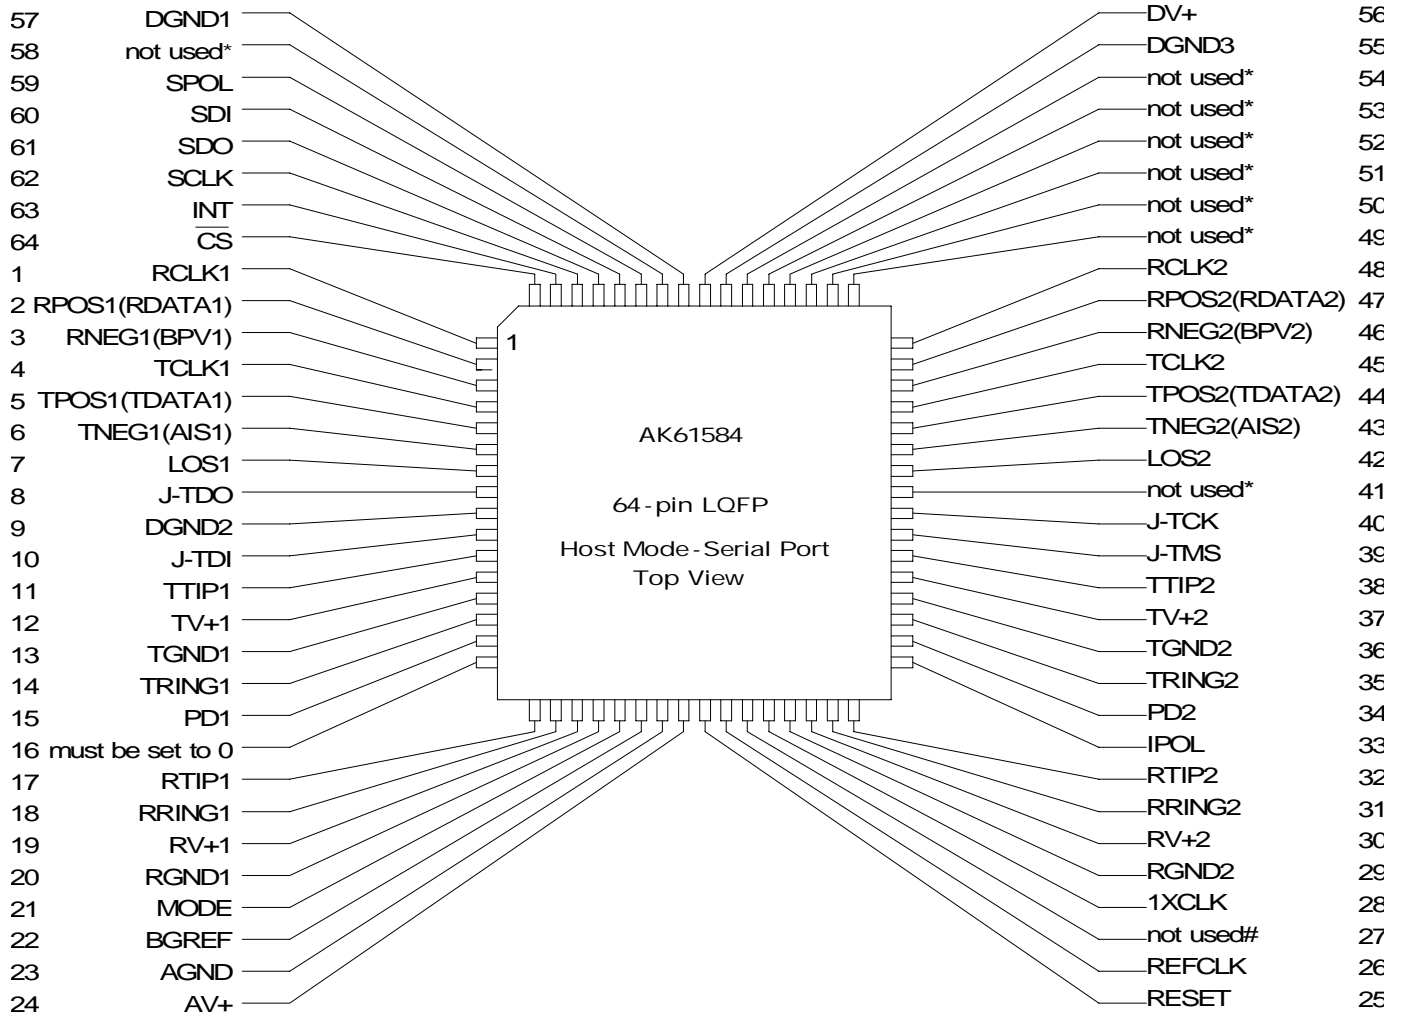 57 DGND1
58 not used*
59 SPOL
60 SDI
61 SDO
62 SCLK
63 INT
64 CS
1 RCLK1
2 RPOS1(RDATA1)
3 RNEG1(BPV1)
4 TCLK1
5 TPOS1(TDATA1)
6 TNEG1(AIS1)
7 LOS1
8 J-TDO
9 DGND2
10 J-TDI
11 TTIP1
12 TV+1
13 TGND1
14 TRING1
15 PD1
16 must be set to 0
17 RTIP1
18 RRING1
19 RV+1
20 RGND1
21 MODE
22 BGREF
23 AGND
24 AV+
1
AK61584
64-pin LQFP
Host Mode-Serial Port
Top View
DV+ 56
DGND3 55
not used* 54
not used* 53
not used* 52
not used* 51
not used* 50
not used* 49
RCLK2 48
RPOS2(RDATA2) 47
RNEG2(BPV2) 46
TCLK2 45
TPOS2(TDATA2) 44
TNEG2(AIS2) 43
LOS2 42
not used* 41
J-TCK 40
J-TMS 39
TTIP2 38
TV+2 37
TGND2 36
TRING2 35
PD2 34
IPOL 33
RTIP2 32
RRING2 31
RV+2 30
RGND2 29
1XCLK 28
not used# 27
REFCLK 26
RESET 25